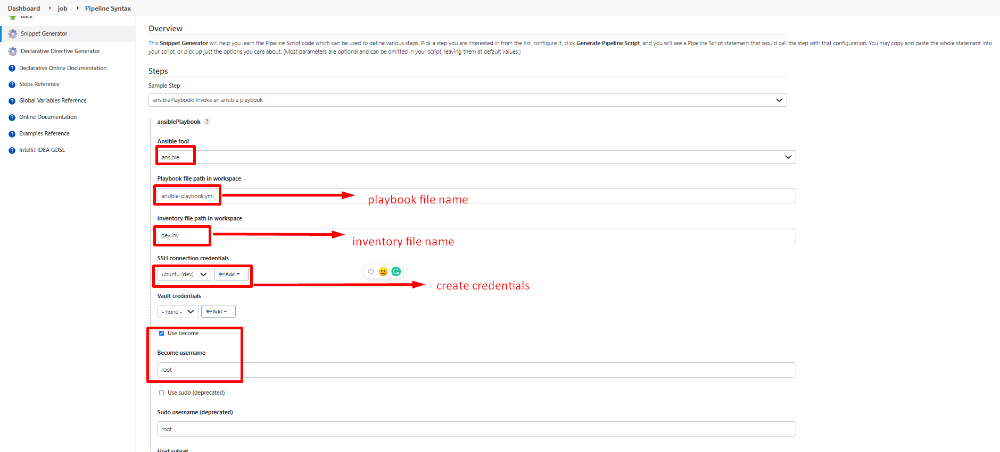 Dashboard
job
Pipeline Syntax
Back
Snippet Generator
Declarative Directive Generator
Declarative Online Documentation
Steps Reference
Global Variables Reference
Online Documentation
Examples Reference
IntelliJ IDEA GDSL
Overview
This Snippet Generator will help you learn the Pipeline Script code which can be used to define various steps. Pick a step you are interested in from the list, configure it, click Generate Pipeline Script, and you will see a Pipeline Script statement that would call the step with that configuration. You may copy and paste the whole statement into
your script, or pick up just the options you care about. (Most parameters are optional and can be omitted in your script, leaving them at default values.)
Steps
Sample Step
ansiblePlaybook: Invoke an ansible playbook
ansiblePlaybook ?
Ansible tool
ansible
Playbook file path in workspace
ansible-playbook.yml
playbook file name
Inventory file path in workspace
dev.inv
inventory file name
SSH connection credentials
ubuntu (dev)
Add
create credentials
Vault credentials
- none -
Add
Use become
Become username
root
Use sudo (deprecated)
Sudo username (deprecated)
root
Host subset